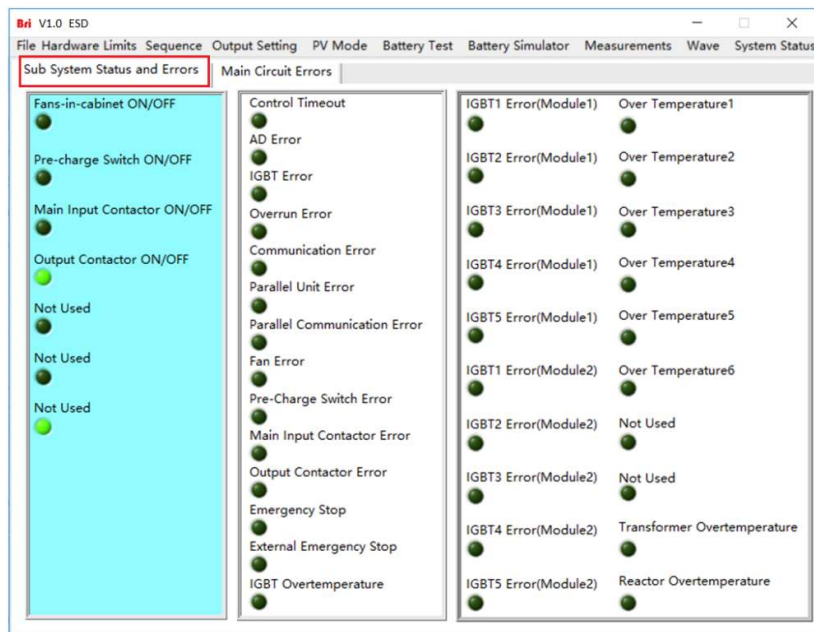 Bri V1.0 ESD
File Hardware Limits Sequence Output Setting PV Mode Battery Test Battery Simulator Measurements Wave System Status
Sub System Status and Errors
Main Circuit Errors
Fans-in-cabinet ON/OFF
Pre-charge Switch ON/OFF
Main Input Contactor ON/OFF
Output Contactor ON/OFF
Not Used
Not Used
Not Used
Control Timeout
AD Error
IGBT Error
Overrun Error
Communication Error
Parallel Unit Error
Parallel Communication Error
Fan Error
Pre-Charge Switch Error
Main Input Contactor Error
Output Contactor Error
Emergency Stop
External Emergency Stop
IGBT Overtemperature
IGBT1 Error(Module1)
IGBT2 Error(Module1)
IGBT3 Error(Module1)
IGBT4 Error(Module1)
IGBT5 Error(Module1)
IGBT1 Error(Module2)
IGBT2 Error(Module2)
IGBT3 Error(Module2)
IGBT4 Error(Module2)
IGBT5 Error(Module2)
Over Temperature1
Over Temperature2
Over Temperature3
Over Temperature4
Over Temperature5
Over Temperature6
Not Used
Not Used
Transformer Overtemperature
Reactor Overtemperature